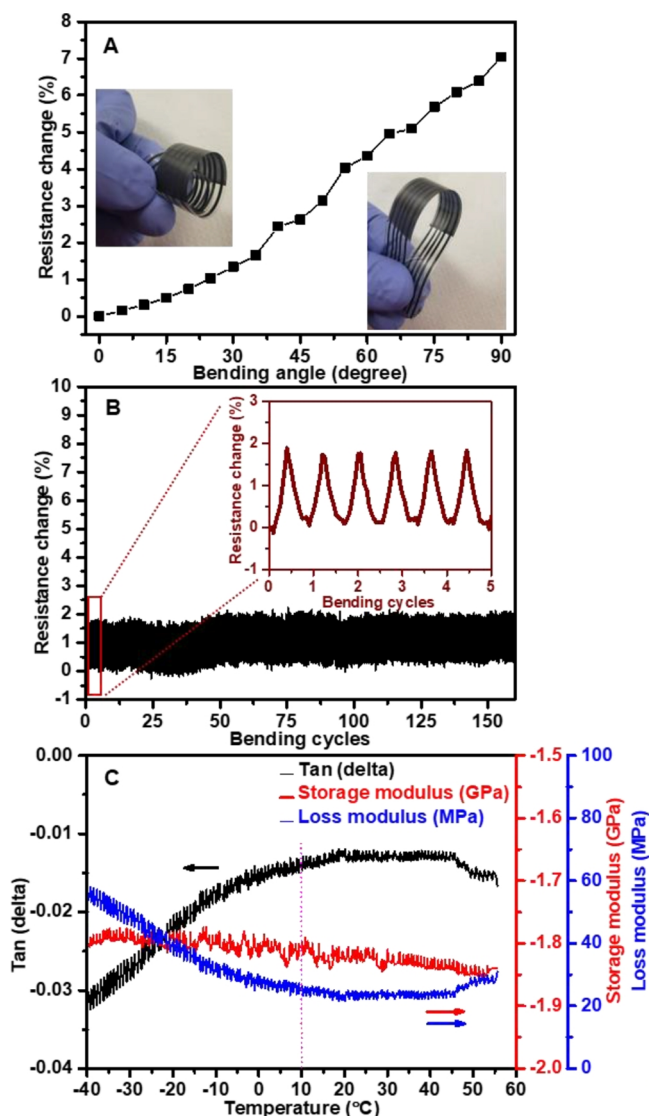 A
Resistance change (%)
8
7
6
5
4
3
2
1
0
0 15 30 45 60 75 90
Bending angle (degree)
B
Resistance change (%)
10
9
8
7
6
5
4
3
2
1
0
-1
0 25 50 75 100 125 150
Bending cycles
Resistance change (%)
3
2
1
0
-1
0 1 2 3 4 5
Bending cycles
C
Tan (delta)
Storage modulus (GPa)
Loss modulus (MPa)
Tan (delta)
0.00
-0.01
-0.02
-0.03
-0.04
-40 -30 -20 -10 0 10 20 30 40 50 60
Temperature (°C)
-1.5
-1.6
-1.7
-1.8
-1.9
-2.0
Storage modulus (GPa)
100
80
60
40
20
0
Loss modulus (MPa)